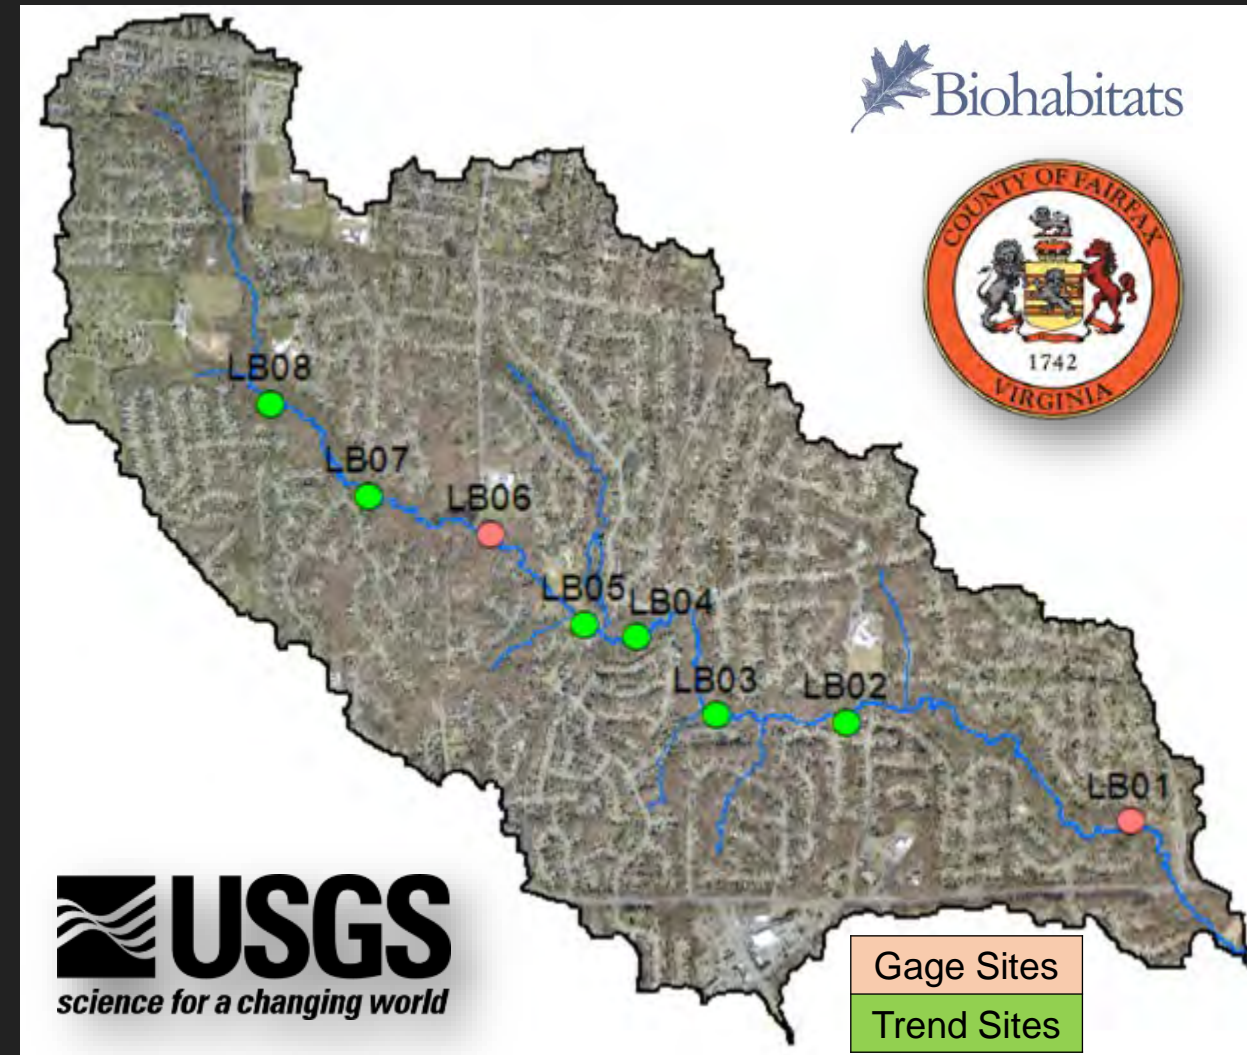 Biohabitats
COUNTY OF FAIRFAX
1742
VIRGINIA
LB08
LB07
LB06
LB05
LB04
LB03
LB02
LB01
USGS
science for a changing world
Gage Sites
Trend Sites